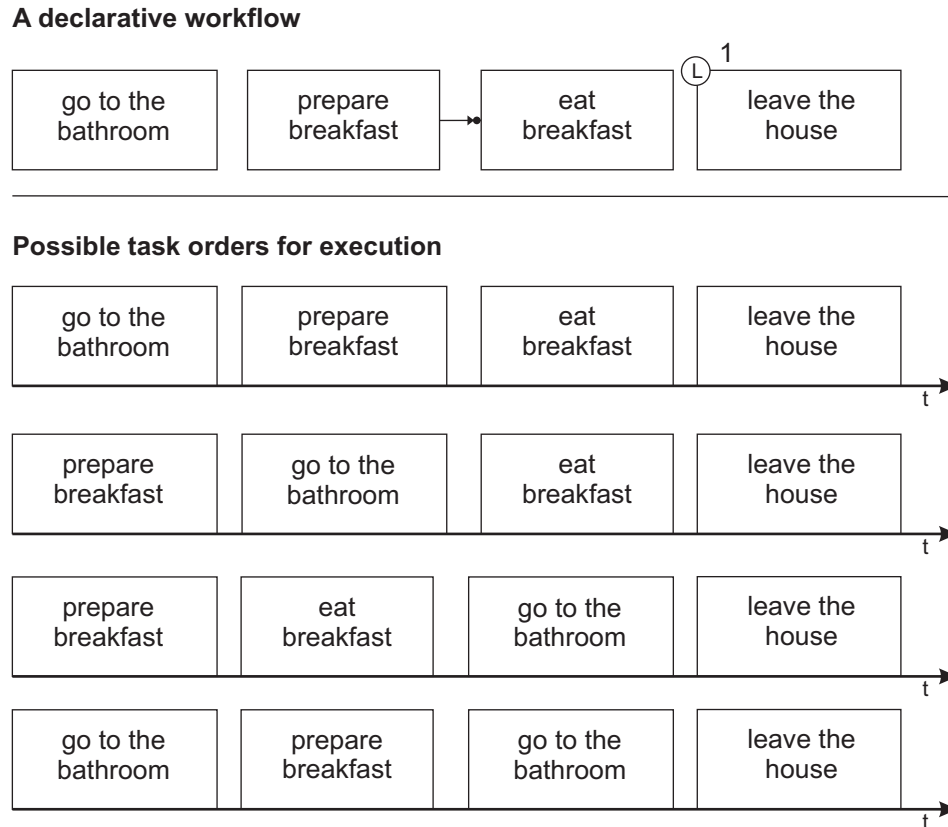 A declarative workflow
1
L
go to the
bathroom
prepare
breakfast
eat
breakfast
leave the
house
Possible task orders for execution
go to the
bathroom
prepare
breakfast
eat
breakfast
leave the
house
t
prepare
breakfast
go to the
bathroom
eat
breakfast
leave the
house
t
prepare
breakfast
eat
breakfast
go to the
bathroom
leave the
house
t
go to the
bathroom
prepare
breakfast
go to the
bathroom
leave the
house
t